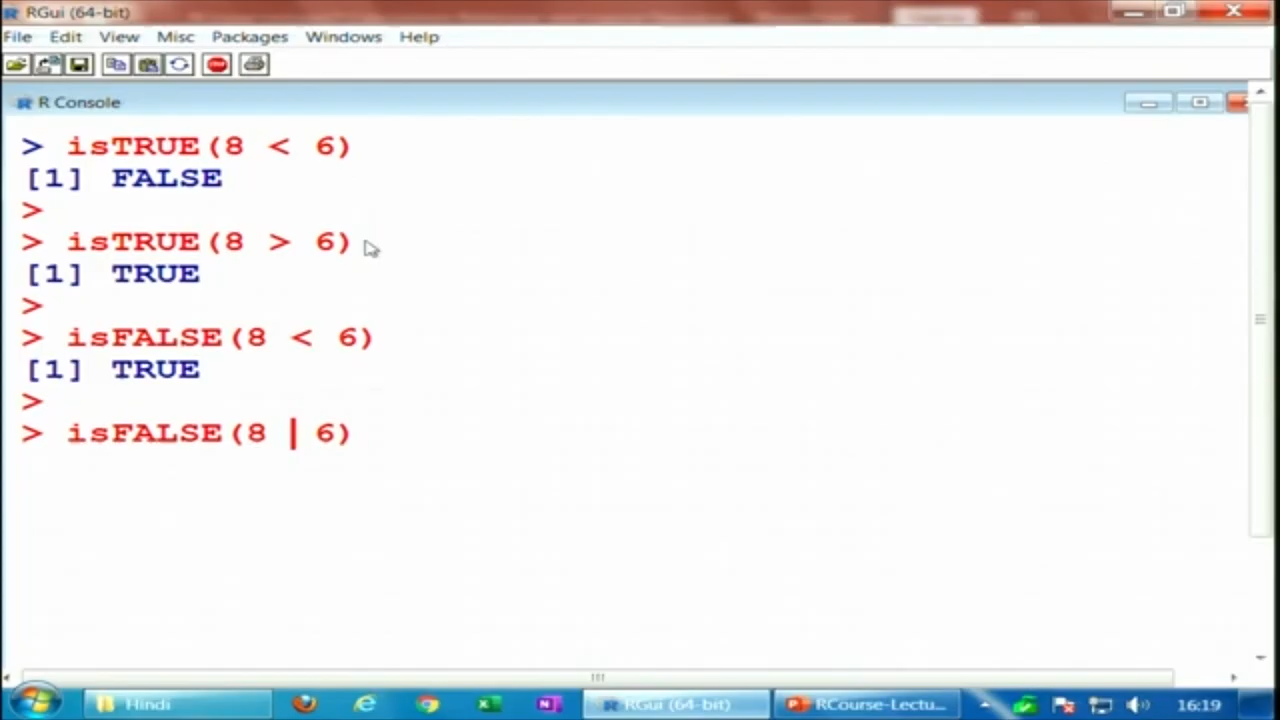 RGui (64-bit)
File Edit View Misc Packages Windows Help
STOP
R Console
> isTRUE(8 < 6)
[1] FALSE
>
> isTRUE(8 > 6)
[1] TRUE
>
> isFALSE(8 < 6)
[1] TRUE
>
> isFALSE(8 | 6)
Hindi
RGui (64-bit)
RCourse-Lectu...
16:19